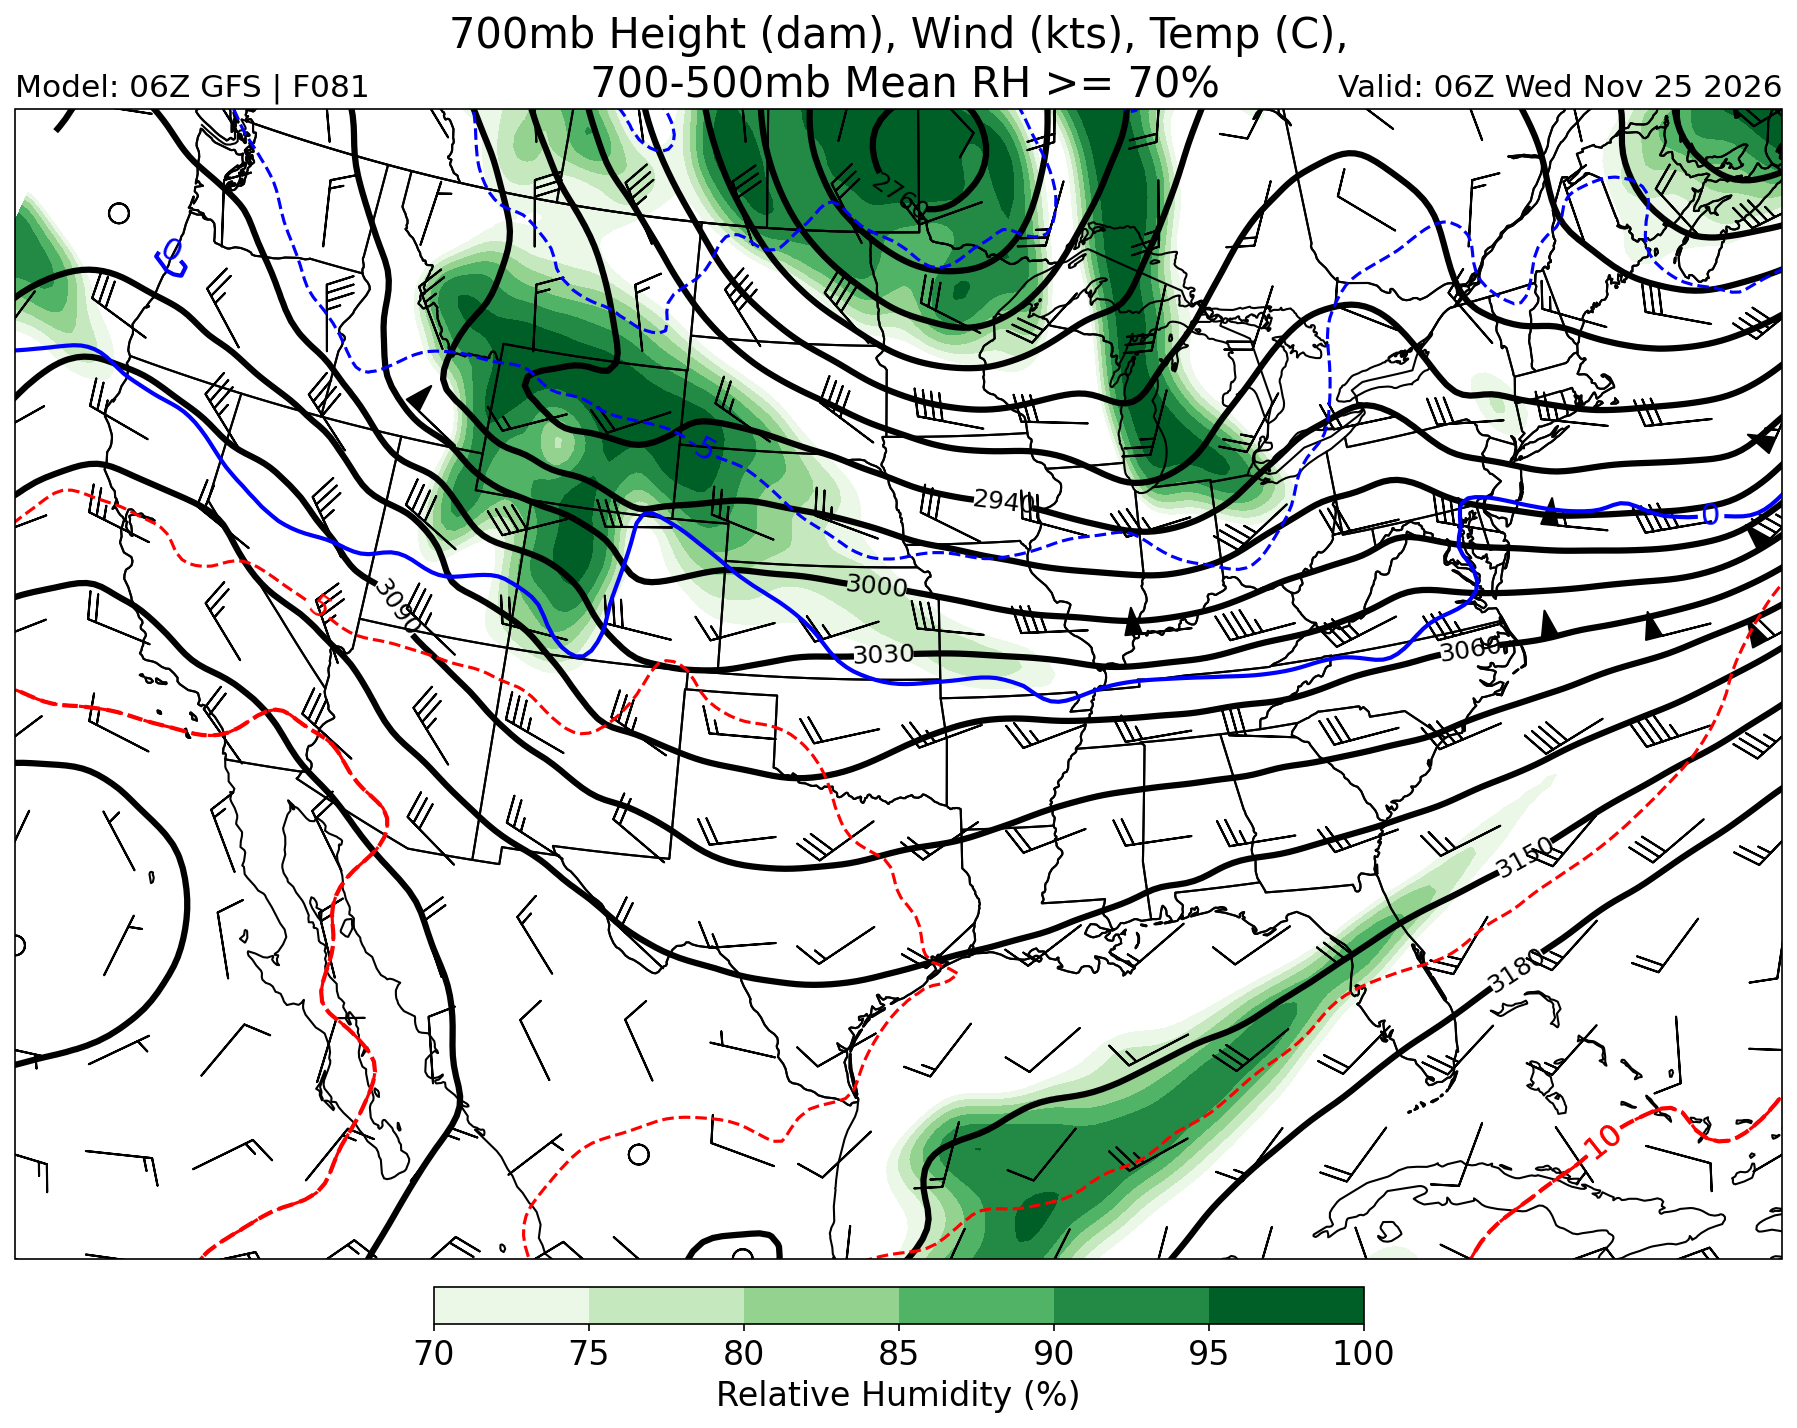 700mb Height (dam), Wind (kts), Temp (C),
700-500mb Mean RH >= 70%
Model: 06Z GFS | F081
Valid: 06Z Wed Nov 25 2026
2760
-5
2940
0
3000
5
3090
3030
3060
3150
3180
10
70 75 80 85 90 95 100
Relative Humidity (%)